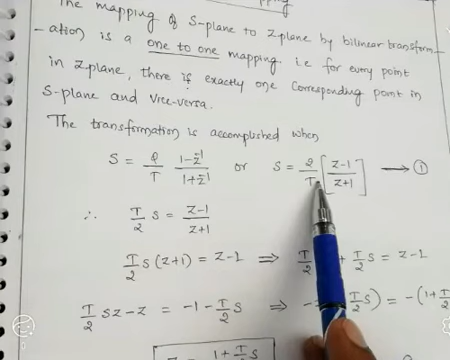 The mapping of S-plane to Z plane by bilinear transform-
-ation is a one to one mapping. i.e for every point
in Z plane, there is exactly one corresponding point in
S-plane and vice-versa.
The transformation is accomplished when
S = 2/T (1-z⁻¹)/(1+z⁻¹) or S = 2/T [(z-1)/(z+1)] → ①
∴ T/2 S = (z-1)/(z+1)
T/2 S(z+1) = z-1 ⇒ T/2 + T/2 S = z-1
T/2 SZ-Z = -1-T/2 S ⇒ T/2 S) = -(1+T/2
1+T/2 S